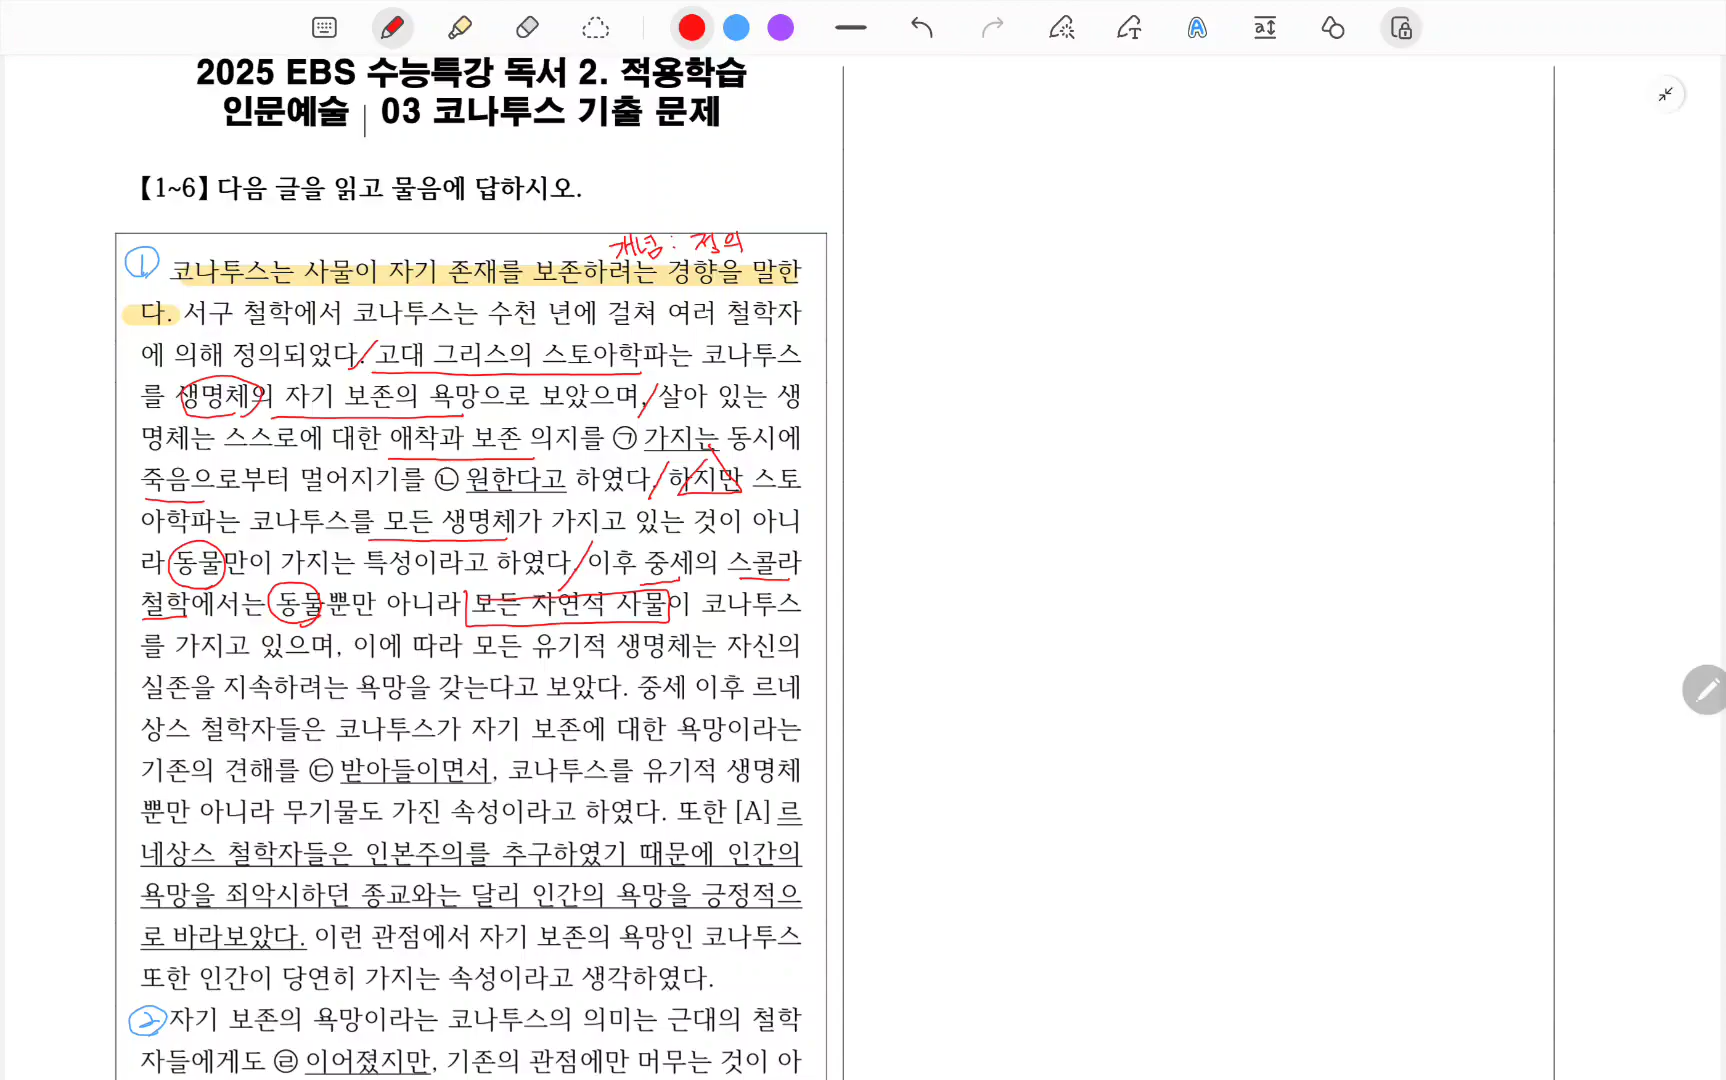 2025 EBS 수능특강 독서 2. 적용학습
인문예술 | 03 코나투스 기출 문제
【1~6】 다음 글을 읽고 물음에 답하시오.
개념 : 정의
① 코나투스는 사물이 자기 존재를 보존하려는 경향을 말한
다. 서구 철학에서 코나투스는 수천 년에 걸쳐 여러 철학자
에 의해 정의되었다. 고대 그리스의 스토아학파는 코나투스
를 생명체의 자기 보존의 욕망으로 보았으며, 살아 있는 생
명체는 스스로에 대한 애착과 보존 의지를 ㉠ 가지는 동시에
죽음으로부터 멀어지기를 ㉡ 원한다고 하였다. 하지만 스토
아학파는 코나투스를 모든 생명체가 가지고 있는 것이 아니
라 동물만이 가지는 특성이라고 하였다. 이후 중세의 스콜라
철학에서는 동물뿐만 아니라 모든 자연적 사물이 코나투스
를 가지고 있으며, 이에 따라 모든 유기적 생명체는 자신의
실존을 지속하려는 욕망을 갖는다고 보았다. 중세 이후 르네
상스 철학자들은 코나투스가 자기 보존에 대한 욕망이라는
기존의 견해를 ㉢ 받아들이면서, 코나투스를 유기적 생명체
뿐만 아니라 무기물도 가진 속성이라고 하였다. 또한 [A] 르
네상스 철학자들은 인본주의를 추구하였기 때문에 인간의
욕망을 죄악시하던 종교와는 달리 인간의 욕망을 긍정적으
로 바라보았다. 이런 관점에서 자기 보존의 욕망인 코나투스
또한 인간이 당연히 가지는 속성이라고 생각하였다.
② 자기 보존의 욕망이라는 코나투스의 의미는 근대의 철학
자들에게도 ㉣ 이어졌지만, 기존의 관점에만 머무는 것이 아